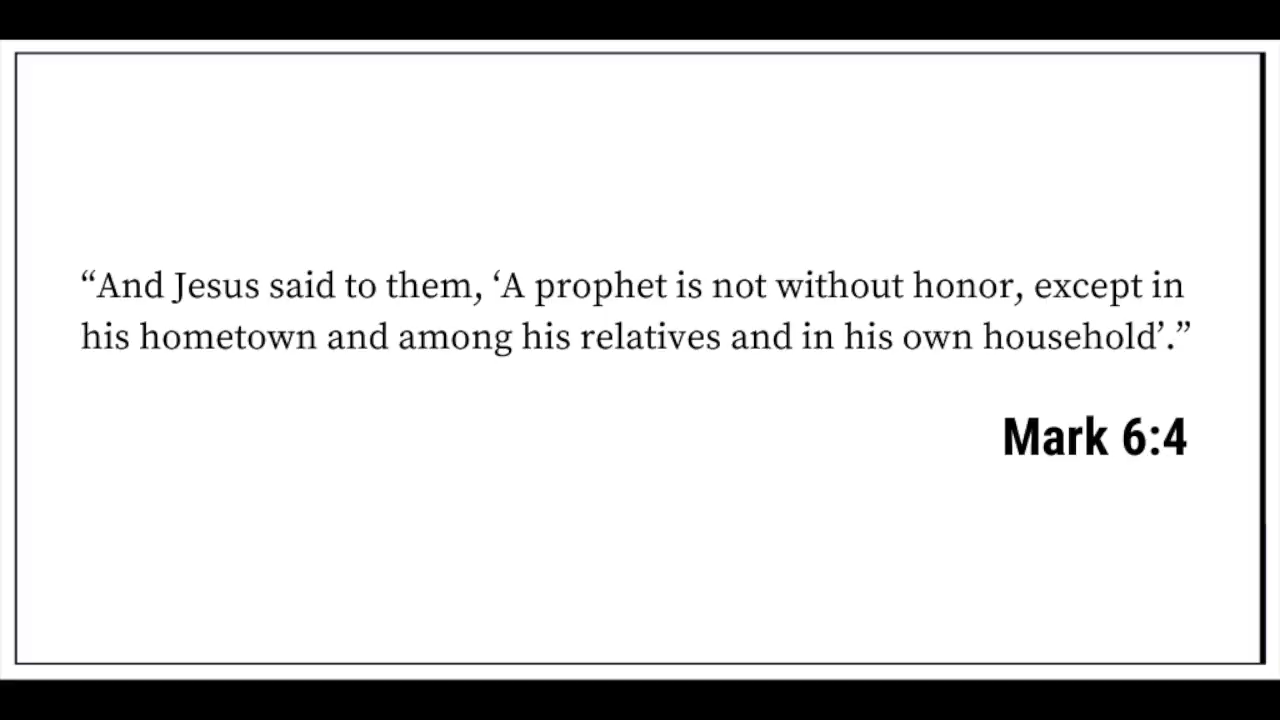 “And Jesus said to them, ‘A prophet is not without honor, except in
his hometown and among his relatives and in his own household’.”
Mark 6:4